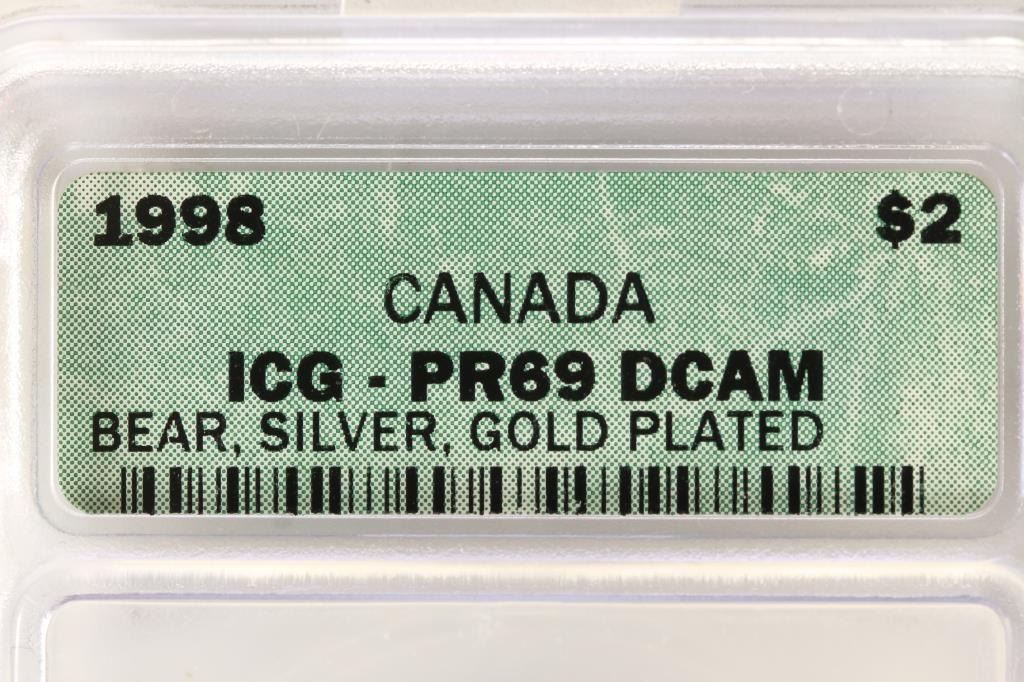 1998 $2
CANADA
ICG - PR69 DCAM
BEAR, SILVER, GOLD PLATED